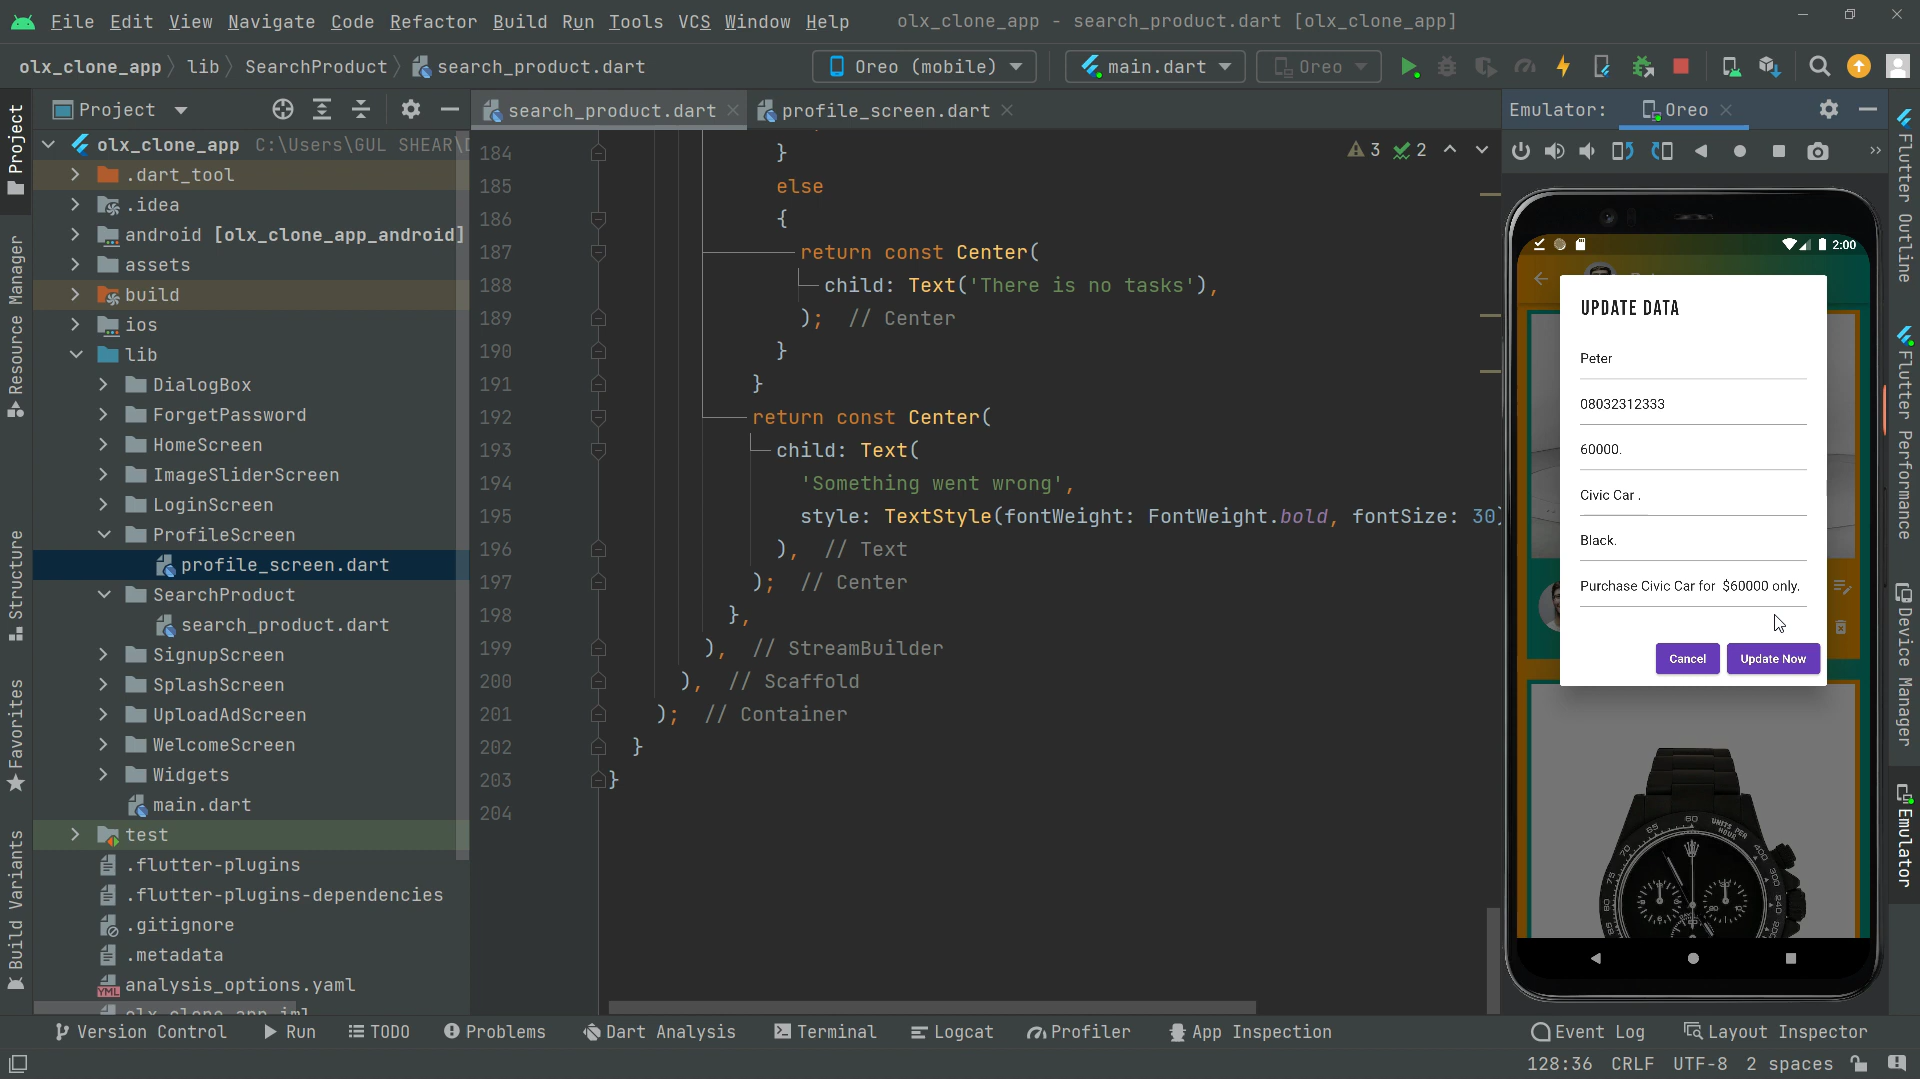 File Edit View Navigate Code Refactor Build Run Tools VCS Window Help olx_clone_app - search_product.dart [olx_clone_app]
olx_clone_app lib SearchProduct search_product.dart Oreo (mobile) main.dart Oreo
Project
search_product.dart profile_screen.dart
Emulator: Oreo
olx_clone_app C:\Users\GUL SHEAR\
.dart_tool
.idea
android [olx_clone_app_android]
assets
build
ios
lib
DialogBox
ForgetPassword
HomeScreen
ImageSliderScreen
LoginScreen
ProfileScreen
profile_screen.dart
SearchProduct
search_product.dart
SignupScreen
SplashScreen
UploadAdScreen
WelcomeScreen
Widgets
main.dart
test
.flutter-plugins
.flutter-plugins-dependencies
.gitignore
.metadata
analysis_options.yaml
3 2
184 }
185 else
186 {
187 return const Center(
188 child: Text('There is no tasks'),
189 ); // Center
190 }
191 }
192 return const Center(
193 child: Text(
194 'Something went wrong',
195 style: TextStyle(fontWeight: FontWeight.bold, fontSize: 30)
196 ), // Text
197 ); // Center
198 },
199 ), // StreamBuilder
200 ), // Scaffold
201 ); // Container
202 }
203 }
204
2:00
UPDATE DATA
Peter
08032312333
60000.
Civic Car .
Black.
Purchase Civic Car for $60000 only.
Cancel Update Now
Project
Resource Manager
Structure
Favorites
Build Variants
Flutter Outline
Flutter Performance
Device Manager
Emulator
Version Control Run TODO Problems Dart Analysis Terminal Logcat Profiler App Inspection Event Log Layout Inspector
128:36 CRLF UTF-8 2 spaces